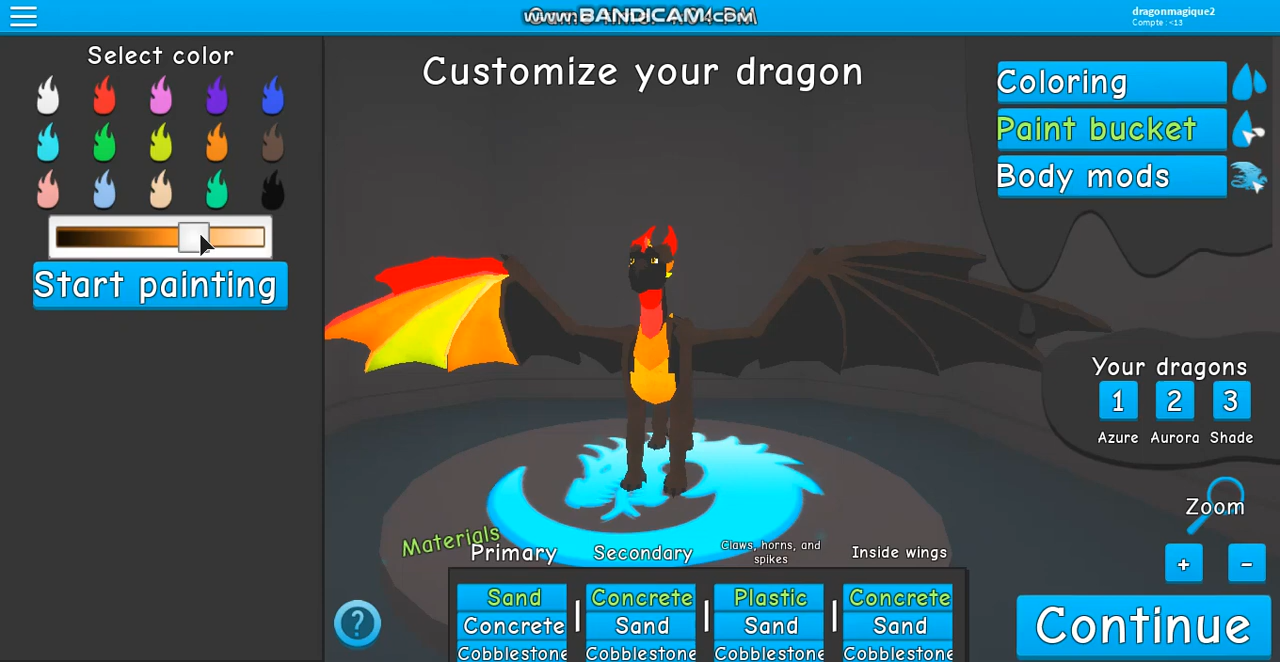 www.BANDICAM.com
dragonmagique2
Compte : <13
Select color
Customize your dragon
Coloring
Paint bucket
Body mods
Start painting
Your dragons
1 2 3
Azure Aurora Shade
Zoom
+ -
Materials
Primary Secondary Claws, horns, and spikes Inside wings
Sand Concrete Plastic Concrete
Concrete Sand Sand Sand
Cobblestone Cobblestone Cobblestone Cobblestone
?
Continue